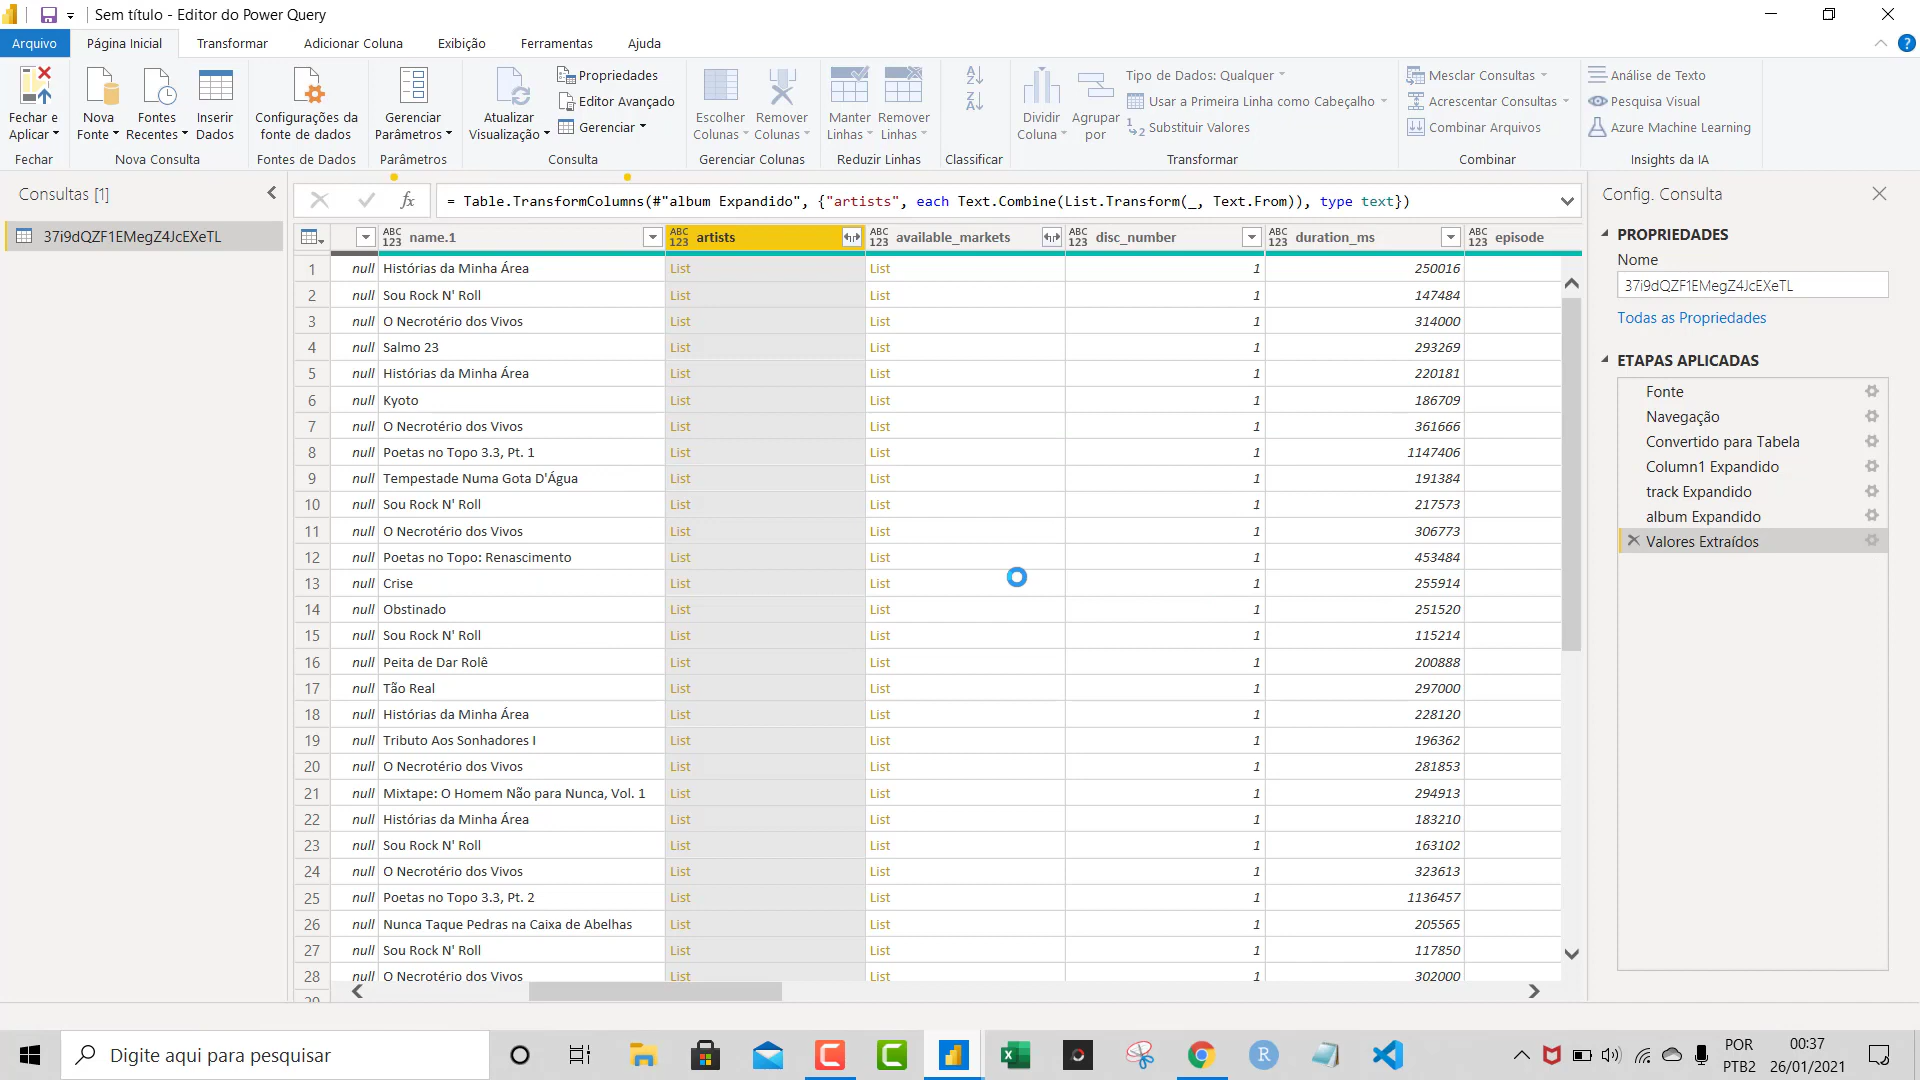 Sem título - Editor do Power Query
Arquivo Página Inicial Transformar Adicionar Coluna Exibição Ferramentas Ajuda
Fechar e Aplicar
Nova Fonte
Fontes Recentes
Inserir Dados
Configurações da fonte de dados
Gerenciar Parâmetros
Atualizar Visualização
Propriedades
Editor Avançado
Gerenciar
Escolher Colunas
Remover Colunas
Manter Linhas
Remover Linhas
Dividir Coluna
Agrupar por
Tipo de Dados: Qualquer
Usar a Primeira Linha como Cabeçalho
Substituir Valores
Mesclar Consultas
Acrescentar Consultas
Combinar Arquivos
Análise de Texto
Pesquisa Visual
Azure Machine Learning
Fechar Nova Consulta Fontes de Dados Parâmetros Consulta Gerenciar Colunas Reduzir Linhas Classificar Transformar Combinar Insights da IA
Consultas [1]
37i9dQZF1EMegZ4JcEXeTL
fx = Table.TransformColumns(#"album Expandido", {"artists", each Text.Combine(List.Transform(_, Text.From)), type text})
ABC 123 name.1 ABC 123 artists ABC 123 available_markets ABC 123 disc_number ABC 123 duration_ms ABC 123 episode
1 null Histórias da Minha Área List List 1 250016
2 null Sou Rock N' Roll List List 1 147484
3 null O Necrotério dos Vivos List List 1 314000
4 null Salmo 23 List List 1 293269
5 null Histórias da Minha Área List List 1 220181
6 null Kyoto List List 1 186709
7 null O Necrotério dos Vivos List List 1 361666
8 null Poetas no Topo 3.3, Pt. 1 List List 1 1147406
9 null Tempestade Numa Gota D'Água List List 1 191384
10 null Sou Rock N' Roll List List 1 217573
11 null O Necrotério dos Vivos List List 1 306773
12 null Poetas no Topo: Renascimento List List 1 453484
13 null Crise List List 1 255914
14 null Obstinado List List 1 251520
15 null Sou Rock N' Roll List List 1 115214
16 null Peita de Dar Rolê List List 1 200888
17 null Tão Real List List 1 297000
18 null Histórias da Minha Área List List 1 228120
19 null Tributo Aos Sonhadores I List List 1 196362
20 null O Necrotério dos Vivos List List 1 281853
21 null Mixtape: O Homem Não para Nunca, Vol. 1 List List 1 294913
22 null Histórias da Minha Área List List 1 183210
23 null Sou Rock N' Roll List List 1 163102
24 null O Necrotério dos Vivos List List 1 323613
25 null Poetas no Topo 3.3, Pt. 2 List List 1 1136457
26 null Nunca Taque Pedras na Caixa de Abelhas List List 1 205565
27 null Sou Rock N' Roll List List 1 117850
28 null O Necrotério dos Vivos List List 1 302000
29
Config. Consulta
PROPRIEDADES
Nome
37i9dQZF1EMegZ4JcEXeTL
Todas as Propriedades
ETAPAS APLICADAS
Fonte
Navegação
Convertido para Tabela
Column1 Expandido
track Expandido
album Expandido
Valores Extraídos
Digite aqui para pesquisar
POR
PTB2
00:37
26/01/2021